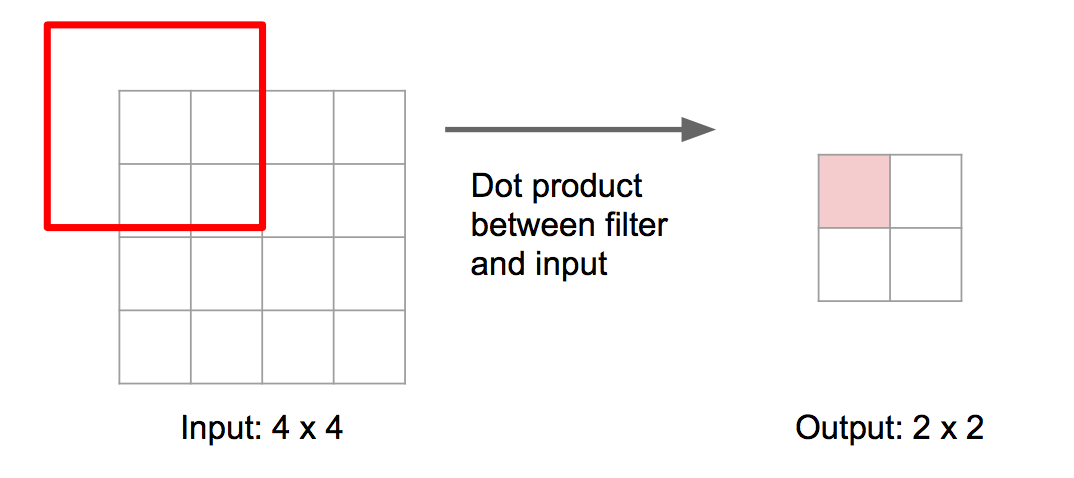 Dot product
between filter
and input
Input: 4 x 4
Output: 2 x 2